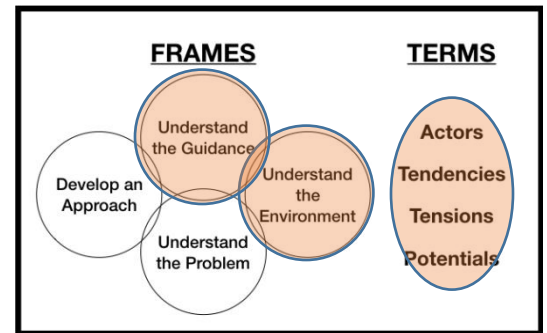 FRAMES
Understand
the Guidance
Develop an
Approach
Understand
the
Environment
Understand
the Problem
TERMS
Actors
Tendencies
Tensions
Potentials